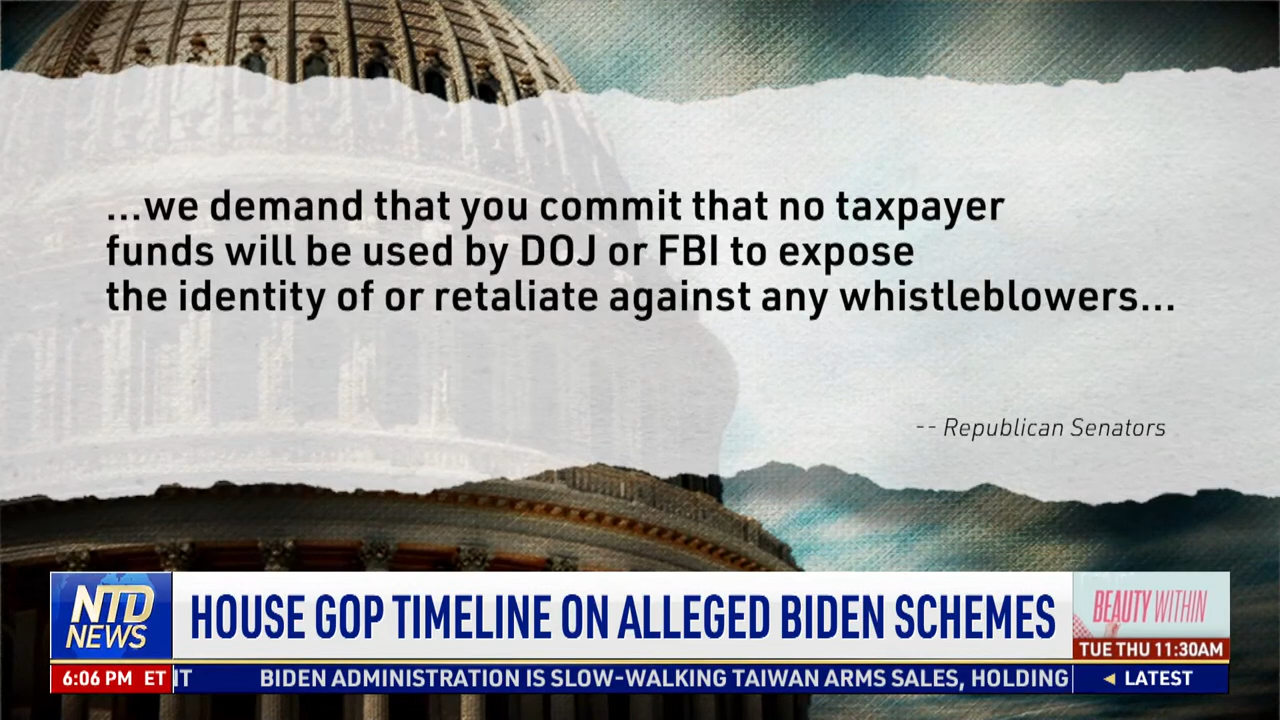 ...we demand that you commit that no taxpayer
funds will be used by DOJ or FBI to expose
the identity of or retaliate against any whistleblowers...
-- Republican Senators
NTD
NEWS
HOUSE GOP TIMELINE ON ALLEGED BIDEN SCHEMES
BEAUTY WITHIN
TUE THU 11:30AM
6:06 PM ET
BIDEN ADMINISTRATION IS SLOW-WALKING TAIWAN ARMS SALES, HOLDING
◄ LATEST